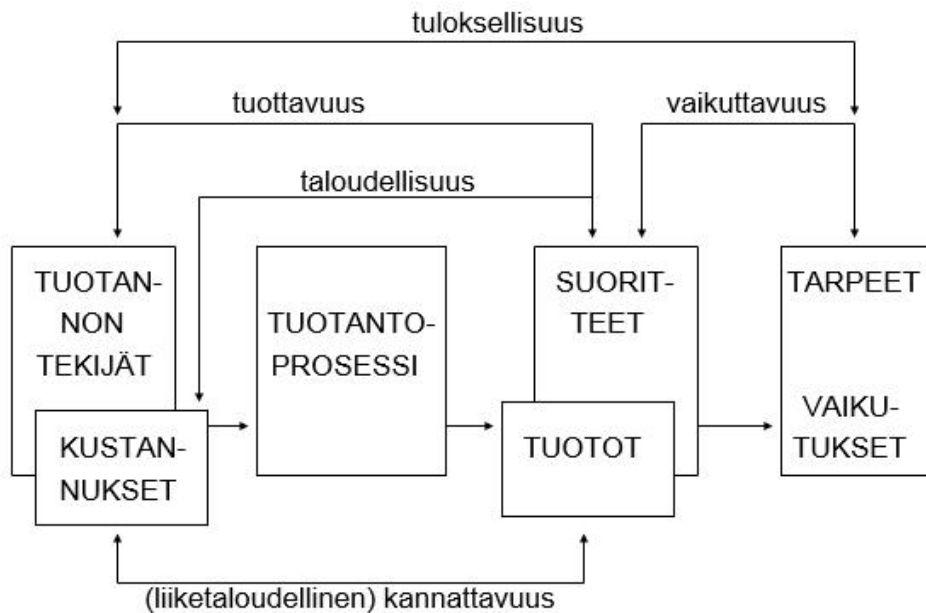 tuloksellisuus
tuottavuus
vaikuttavuus
taloudellisuus
TUOTAN-
NON
TEKIJÄT
KUSTAN-
NUKSET
TUOTANTO-
PROSESSI
SUORIT-
TEET
TUOTOT
TARPEET
VAIKU-
TUKSET
(liiketaloudellinen) kannattavuus